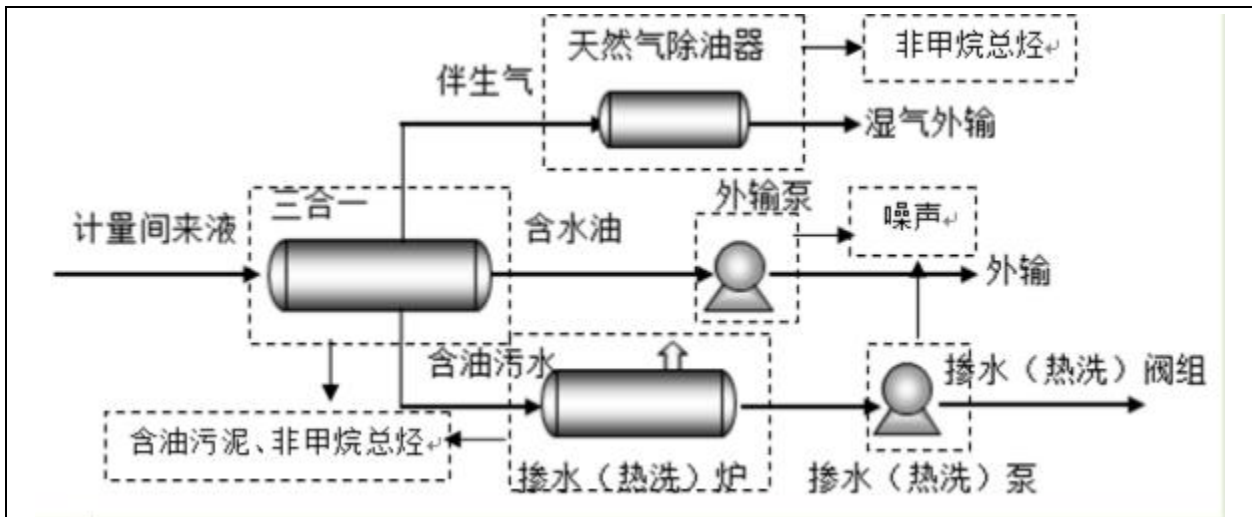 天然气除油器
非甲烷总烃
伴生气
湿气外输
三合一
外输泵
噪声
计量间来液
含水油
外输
含油污水
掺水（热洗）阀组
含油污泥、非甲烷总烃
掺水（热洗）炉
掺水（热洗）泵